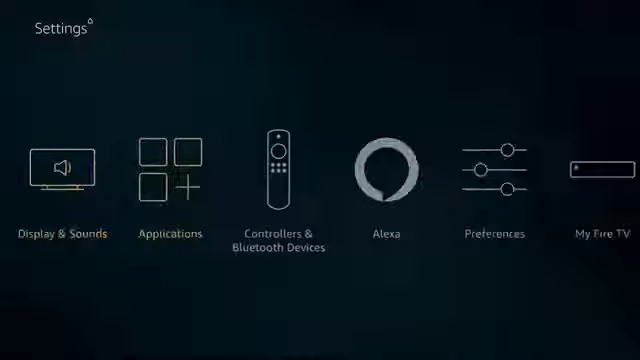 Settings
Display & Sounds
Applications
Controllers &
Bluetooth Devices
Alexa
Preferences
My Fire TV